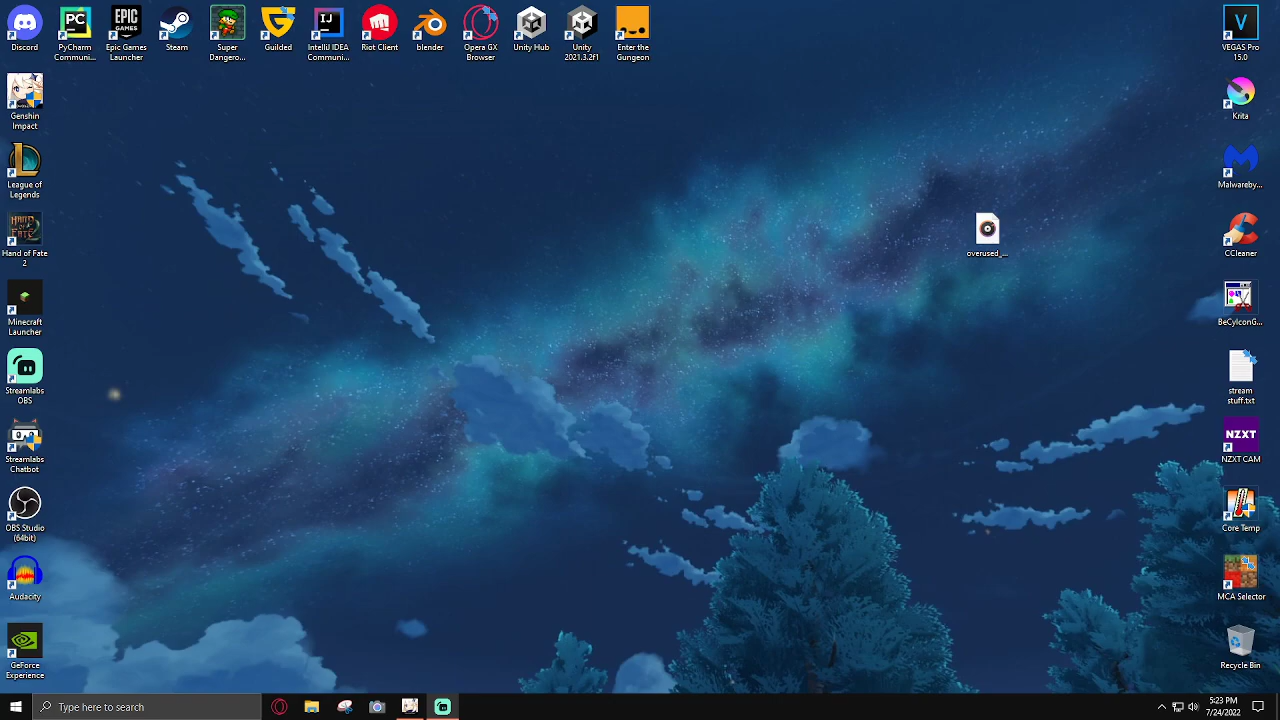 Discord
PyCharm
Communi...
Epic Games
Launcher
Steam
Super
Dangero...
Guilded
IntelliJ IDEA
Communi...
Riot Client
blender
Opera GX
Browser
Unity Hub
Unity
2021.3.2f1
Enter the
Gungeon
VEGAS Pro
15.0
Genshin
Impact
Krita
League of
Legends
Malwareby...
Hand of Fate
2
overused_...
CCleaner
Minecraft
Launcher
BeCyIconG...
Streamlabs
OBS
stream
stuff.txt
Streamlabs
Chatbot
NZXT
NZXT CAM
OBS Studio
(64bit)
Core Temp
Audacity
MCA Selector
GeForce
Experience
Recycle Bin
Type here to search
5:23 PM
7/24/2022